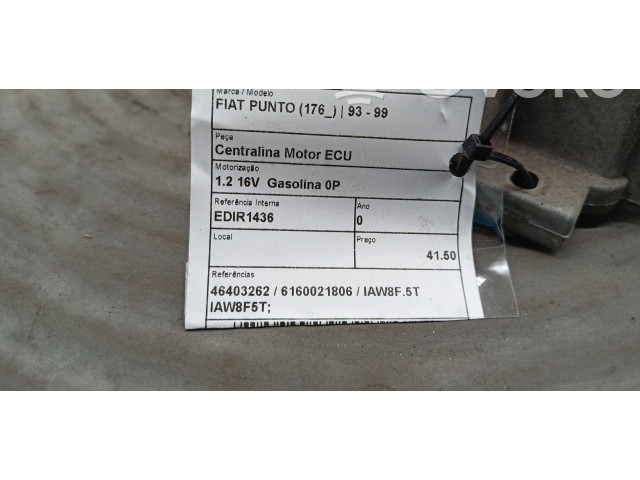 Marca / Modelo
FIAT PUNTO (176_) | 93 - 99
Peça
Centralina Motor ECU
Motorização
1.2 16V Gasolina 0P
Referência Interna
Ano
EDIR1436
0
Local
Preço
41.50
Referências
46403262 / 6160021806 / IAW8F.5T
IAW8F5T;